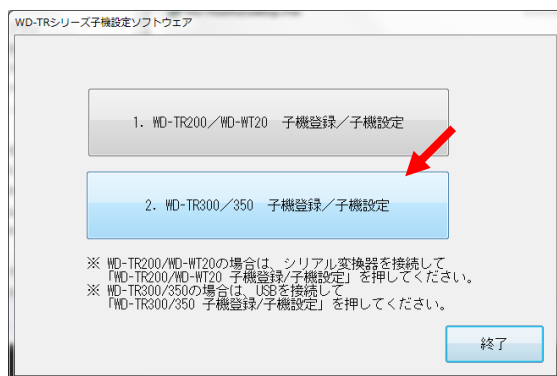 WD-TRシリーズ子機設定ソフトウェア
1. WD-TR200／WD-WT20　子機登録／子機設定
2. WD-TR300／350　子機登録／子機設定
※ WD-TR200/WD-WT20の場合は、シリアル変換器を接続して
「WD-TR200/WD-WT20 子機登録/子機設定」を押してください。
※ WD-TR300/350の場合は、USBを接続して
「WD-TR300/350 子機登録/子機設定」を押してください。
終了